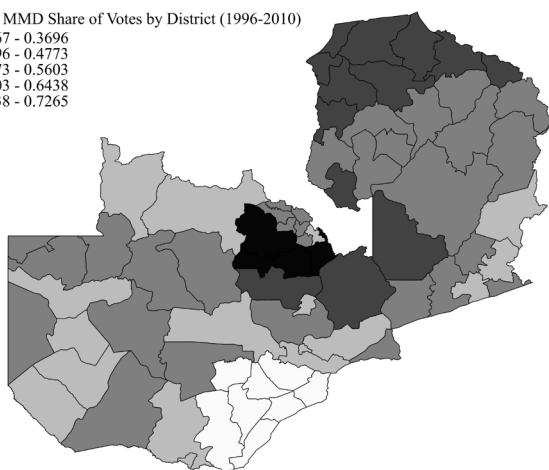 MMD Share of Votes by District (1996-2010)
67 - 0.3696
96 - 0.4773
73 - 0.5603
03 - 0.6438
38 - 0.7265